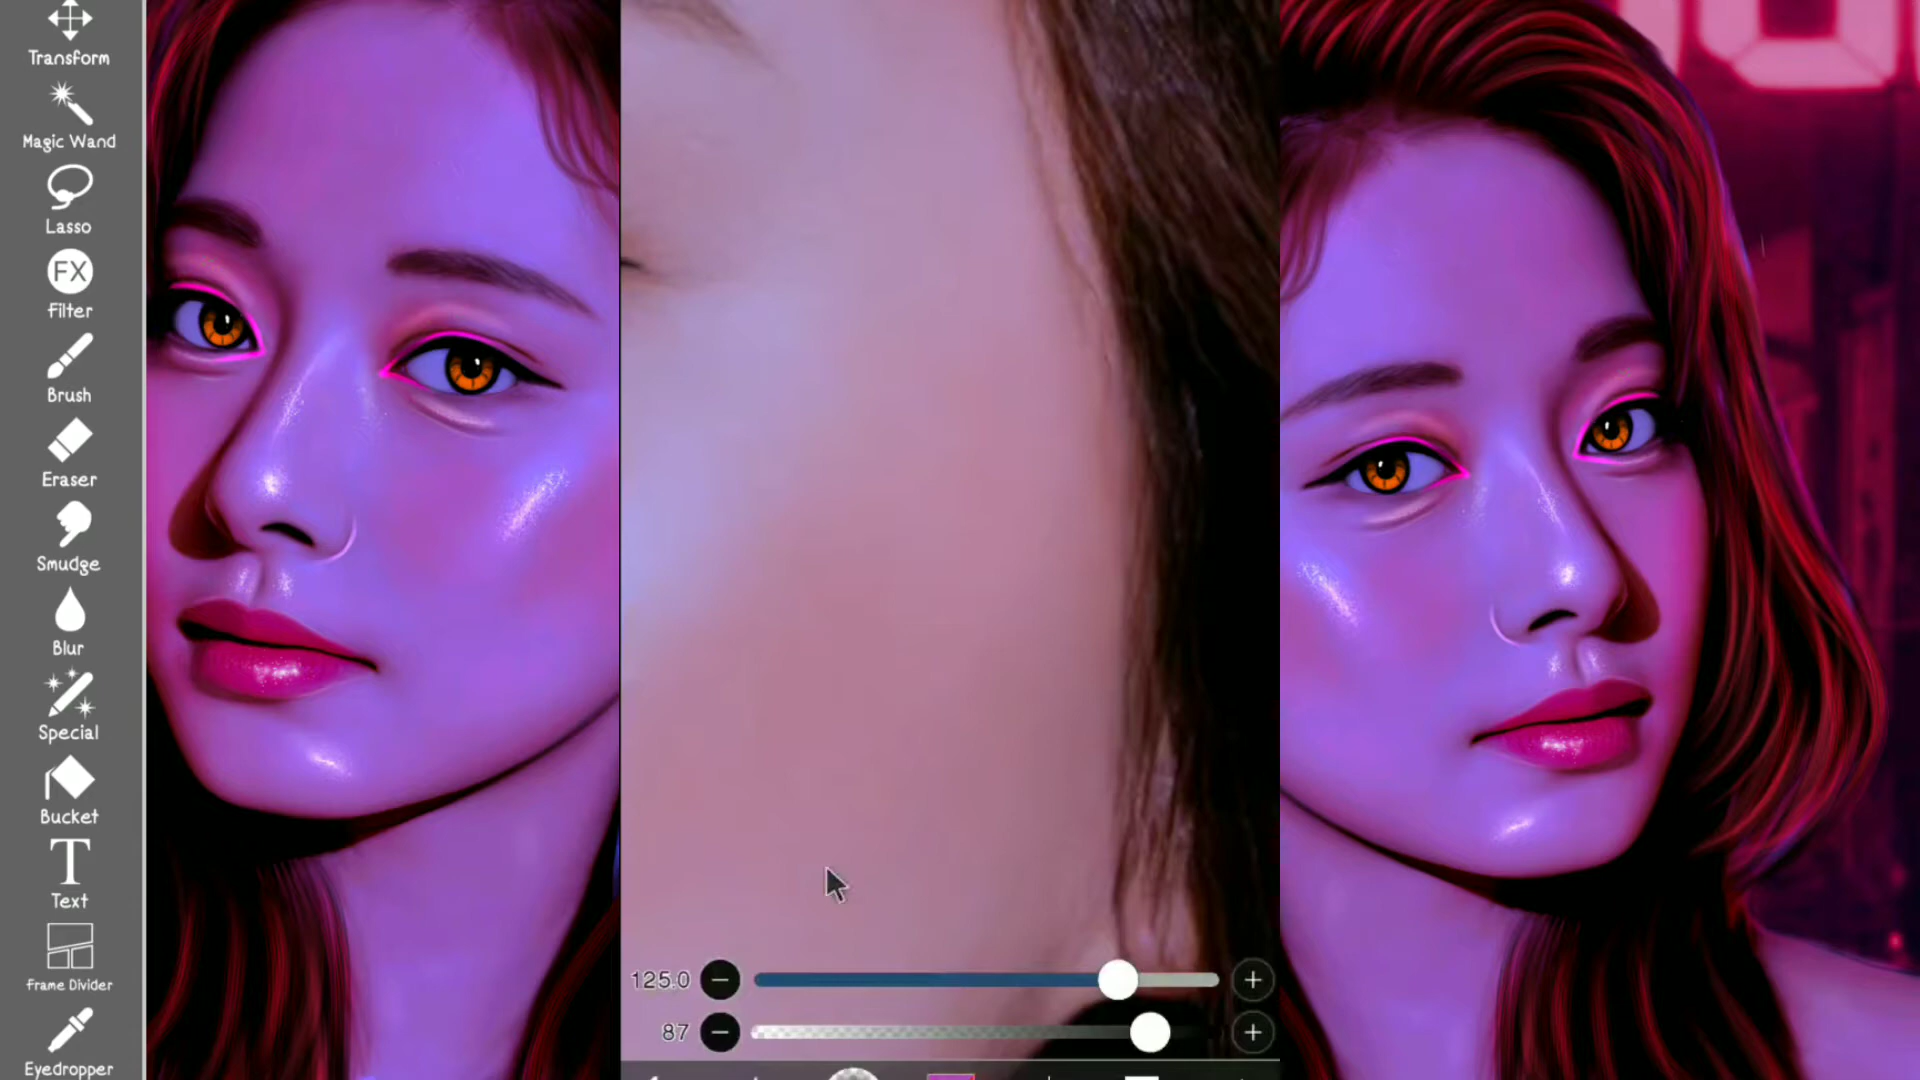 Transform
Magic Wand
Lasso
FX
Filter
Brush
Eraser
Smudge
Blur
Special
Bucket
T
Text
Frame Divider
Eyedropper
125.0
87